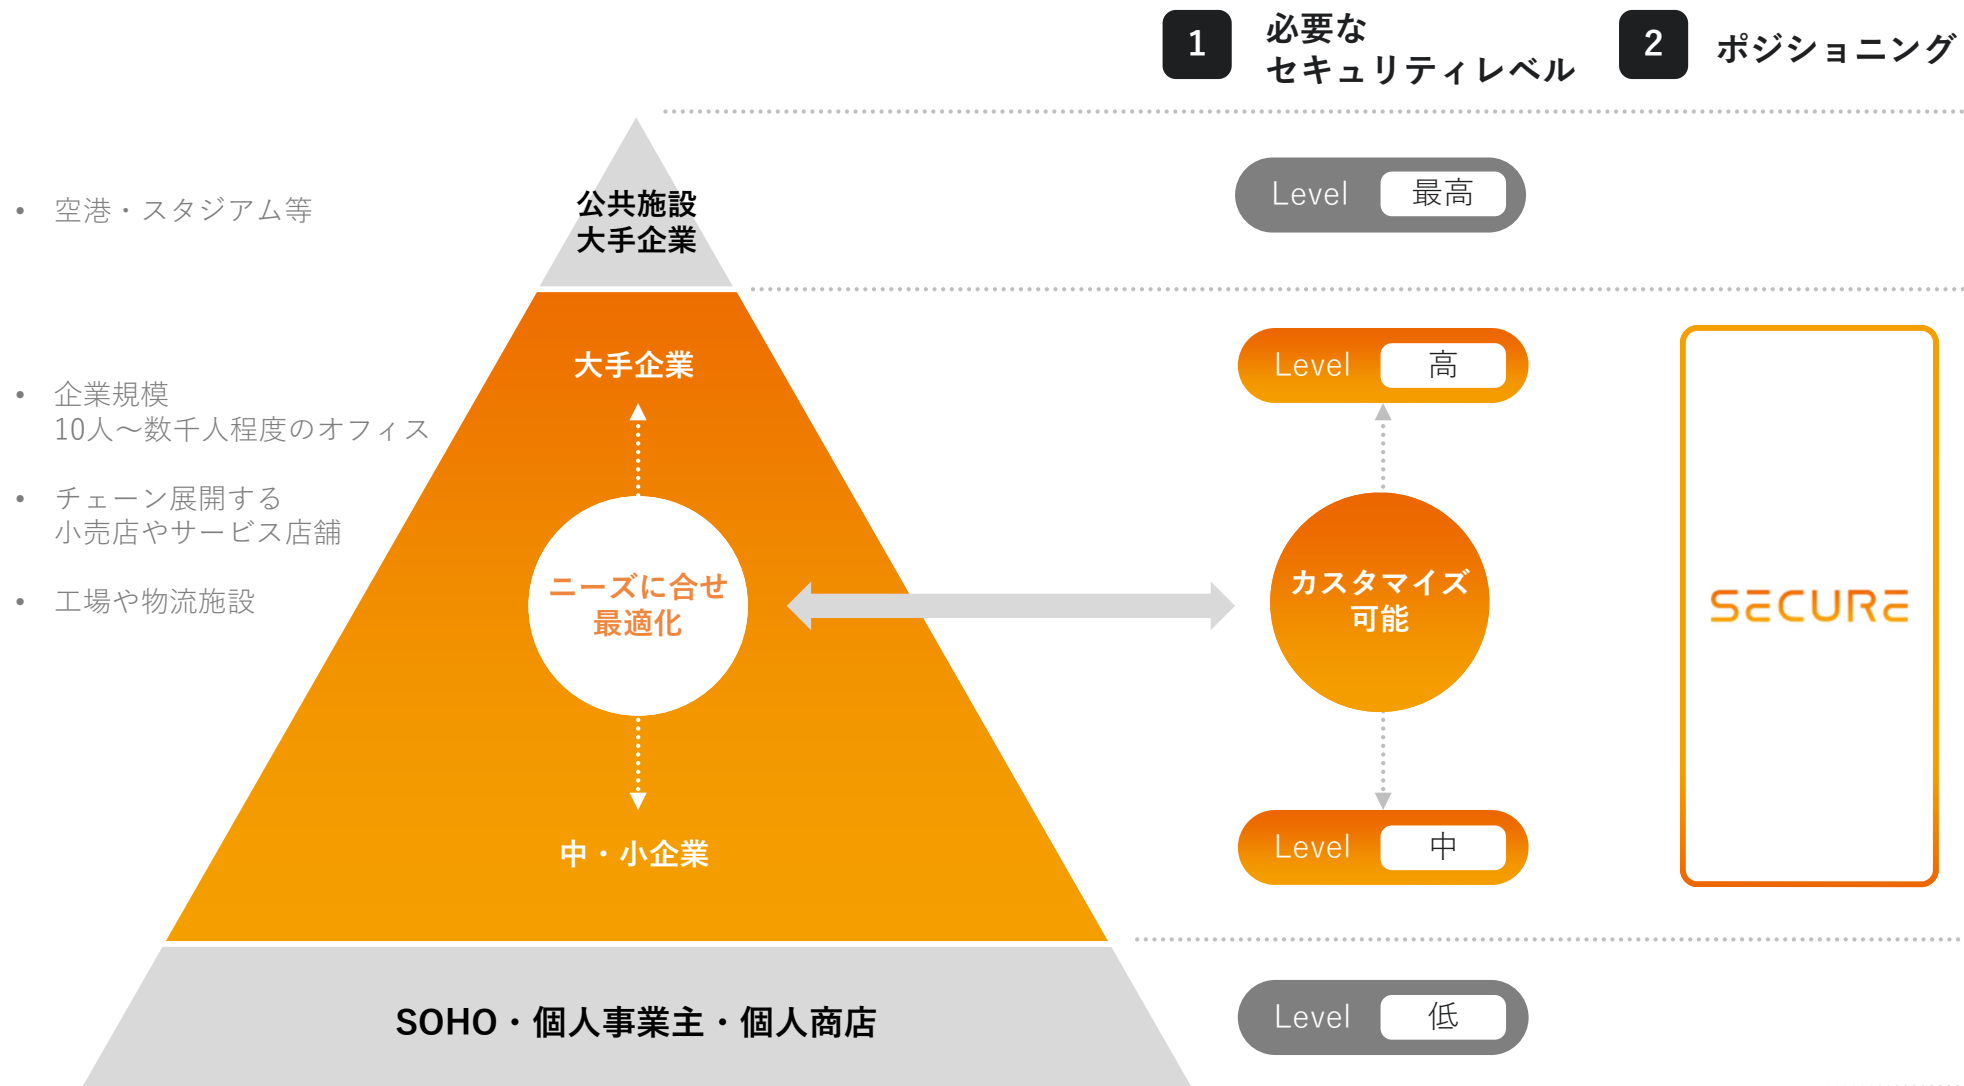 1
必要な
セキュリティレベル
2
ポジショニング
• 空港・スタジアム等
公共施設
大手企業
Level 最高
• 企業規模
10人～数千人程度のオフィス
• チェーン展開する
小売店やサービス店舗
• 工場や物流施設
大手企業
ニーズに合せ
最適化
中・小企業
Level 高
カスタマイズ
可能
Level 中
SECURE
SOHO・個人事業主・個人商店
Level 低